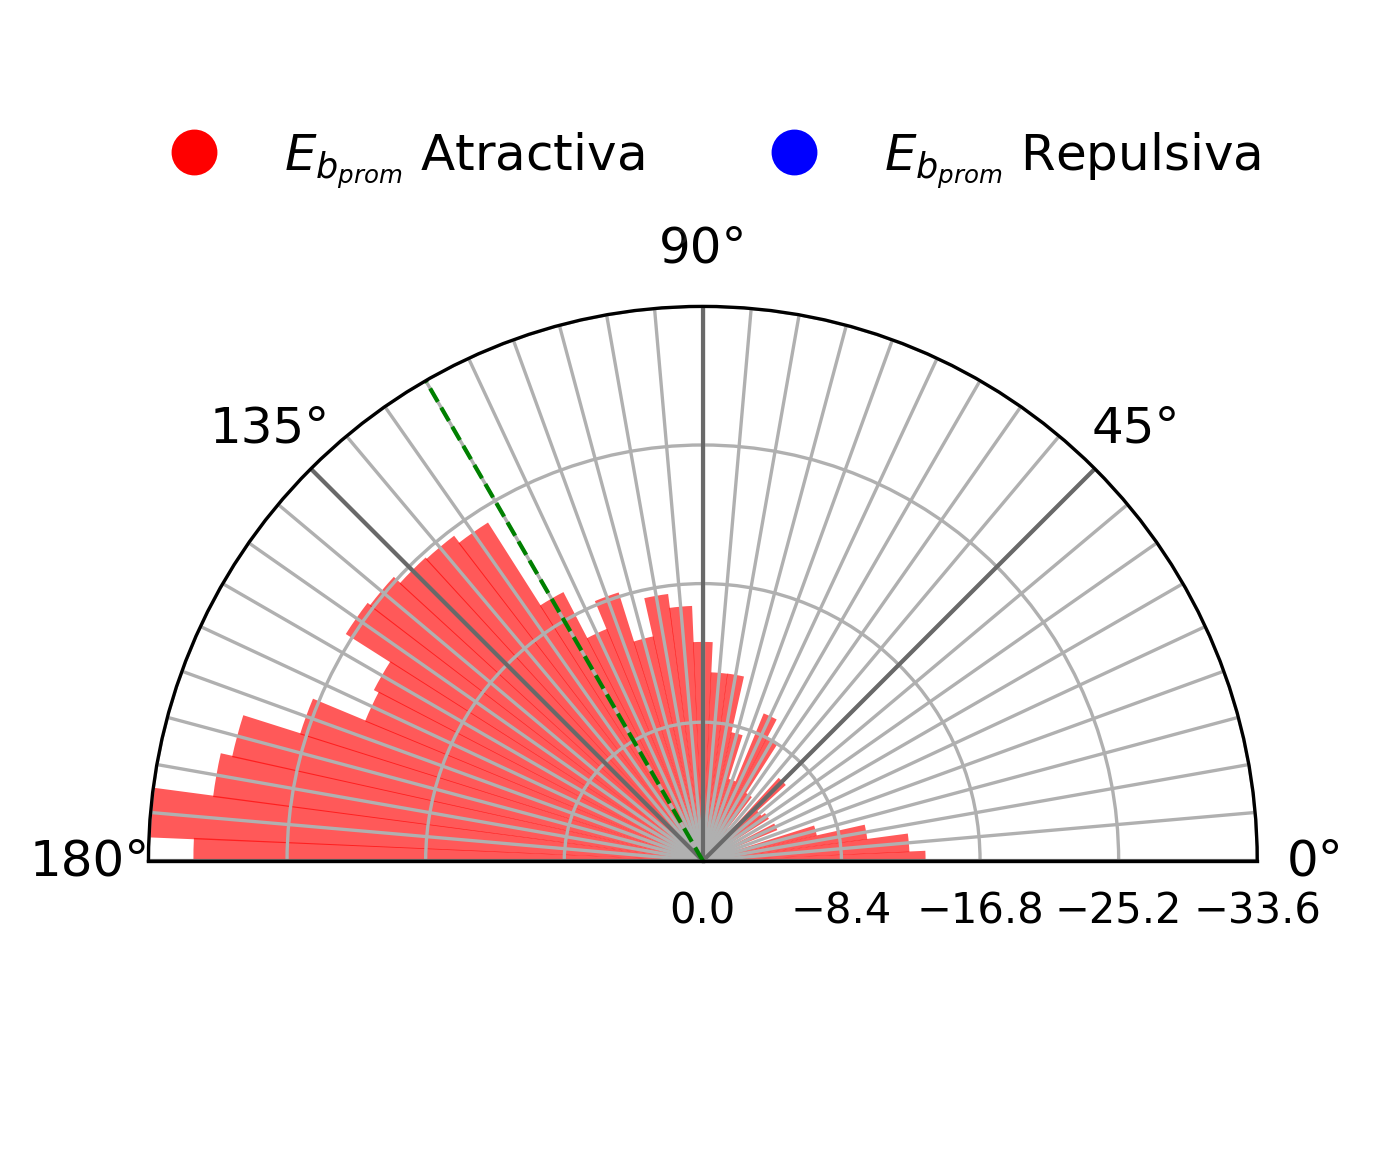 E_{b_{prom}} Atractiva E_{b_{prom}} Repulsiva
90°
135° 45°
180° 0°
0.0 −8.4 −16.8 −25.2 −33.6